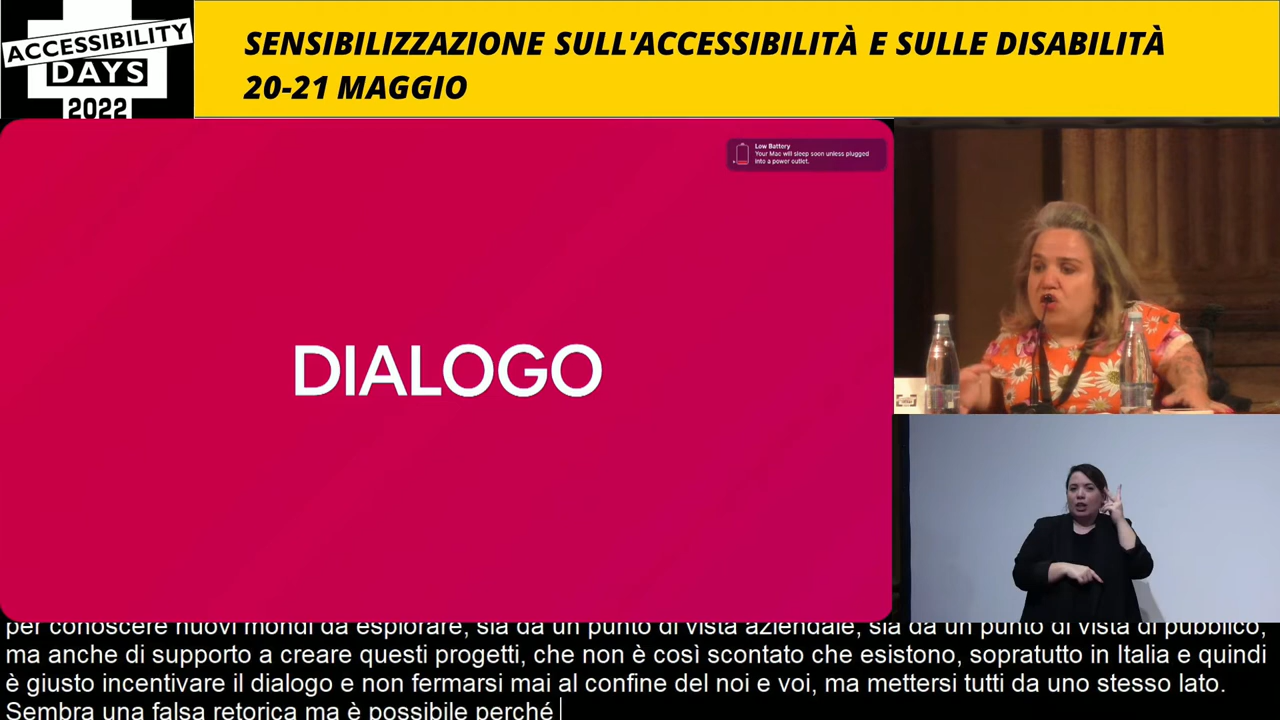 ACCESSIBILITY
DAYS
2022
SENSIBILIZZAZIONE SULL'ACCESSIBILITÀ E SULLE DISABILITÀ
20-21 MAGGIO
Low Battery
Your Mac will sleep soon unless plugged
into a power outlet.
DIALOGO
per conoscere nuovi mondi da esplorare, sia da un punto di vista aziendale, sia da un punto di vista di pubblico,
ma anche di supporto a creare questi progetti, che non è così scontato che esistono, sopratutto in Italia e quindi
è giusto incentivare il dialogo e non fermarsi mai al confine del noi e voi, ma mettersi tutti da uno stesso lato.
Sembra una falsa retorica ma è possibile perché